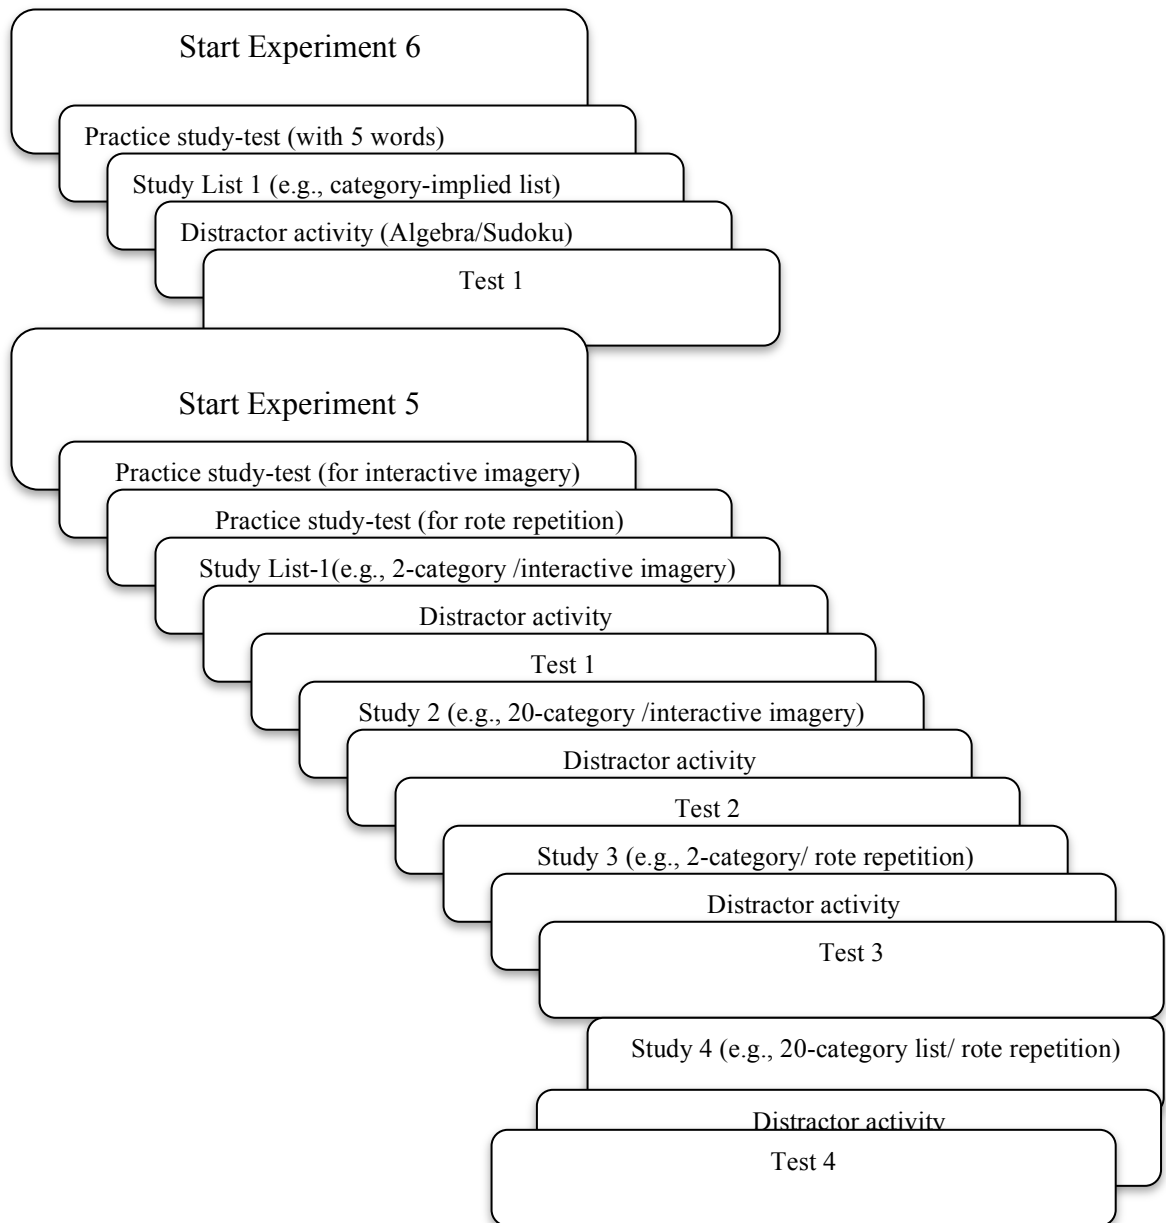 Start Experiment 6
Practice study-test (with 5 words)
Study List 1 (e.g., category-implied list)
Distractor activity (Algebra/Sudoku)
Test 1
Start Experiment 5
Practice study-test (for interactive imagery)
Practice study-test (for rote repetition)
Study List-1(e.g., 2-category /interactive imagery)
Distractor activity
Test 1
Study 2 (e.g., 20-category /interactive imagery)
Distractor activity
Test 2
Study 3 (e.g., 2-category/ rote repetition)
Distractor activity
Test 3
Study 4 (e.g., 20-category list/ rote repetition)
Distractor activity
Test 4